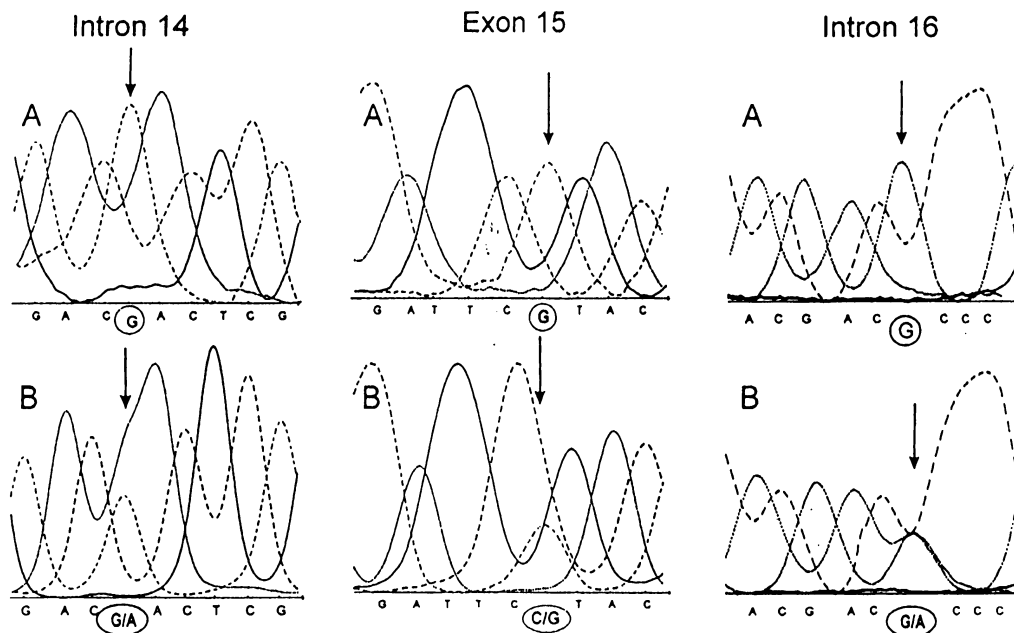 Intron 14
Exon 15
Intron 16
A
A
A
G A C G A C T C G
G A T T C G T A C
A C G A C G C C C
B
B
B
G A C G/A A C T C G
G A T T C C/G T A C
A C G A C G/A C C C